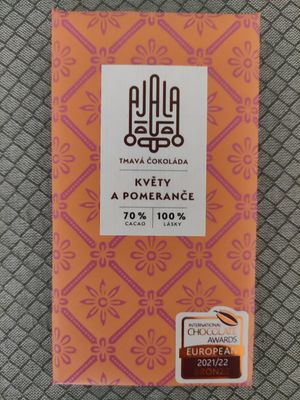 AJALA
TMAVÁ ČOKOLÁDA
KVĚTY
A POMERANČE
70 % 100 %
CACAO LÁSKY
INTERNATIONAL
CHOCOLATE
AWARDS
EUROPEAN
2021/22
BRONZE